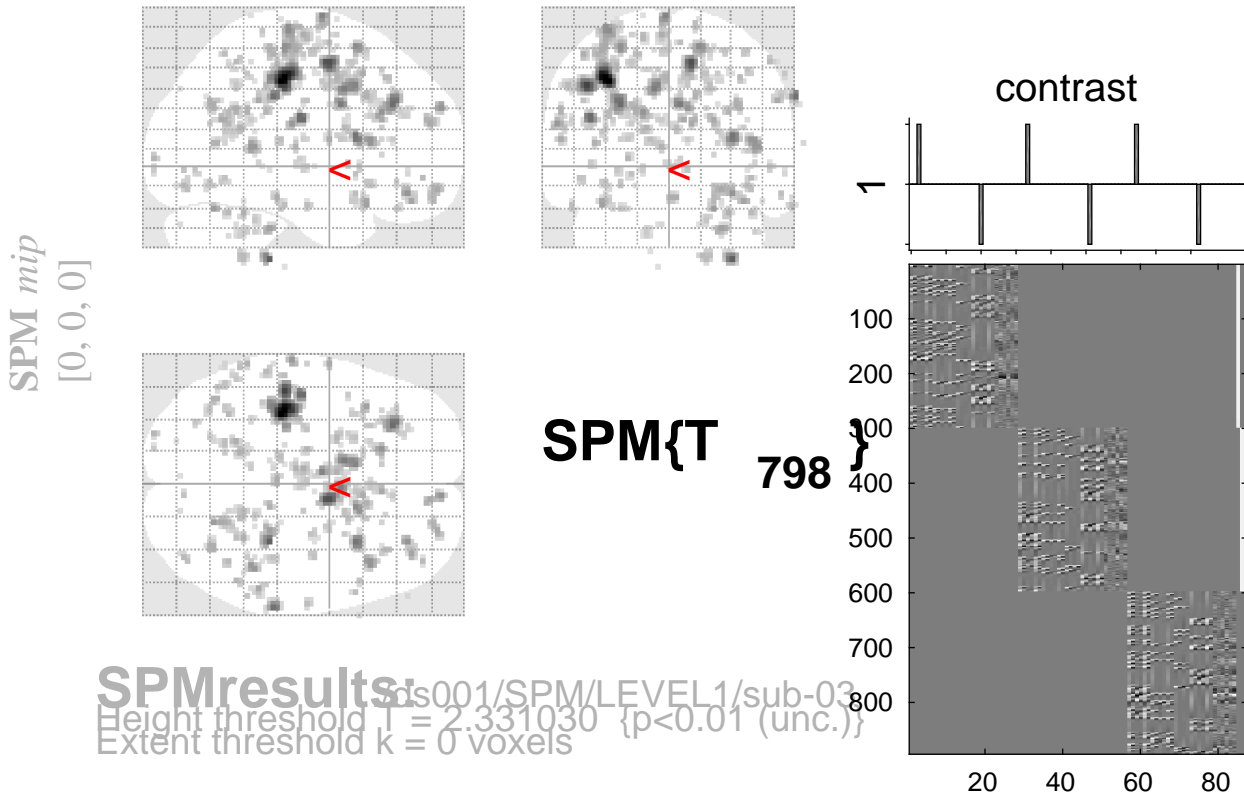 SPM mip
[0, 0, 0]
<
<
<
SPM{T 798 }
contrast
1
100
200
300
400
500
600
700
800
20 40 60 80
SPMresults: /ds001/SPM/LEVEL1/sub-03
Height threshold T = 2.331030 {p<0.01 (unc.)}
Extent threshold k = 0 voxels